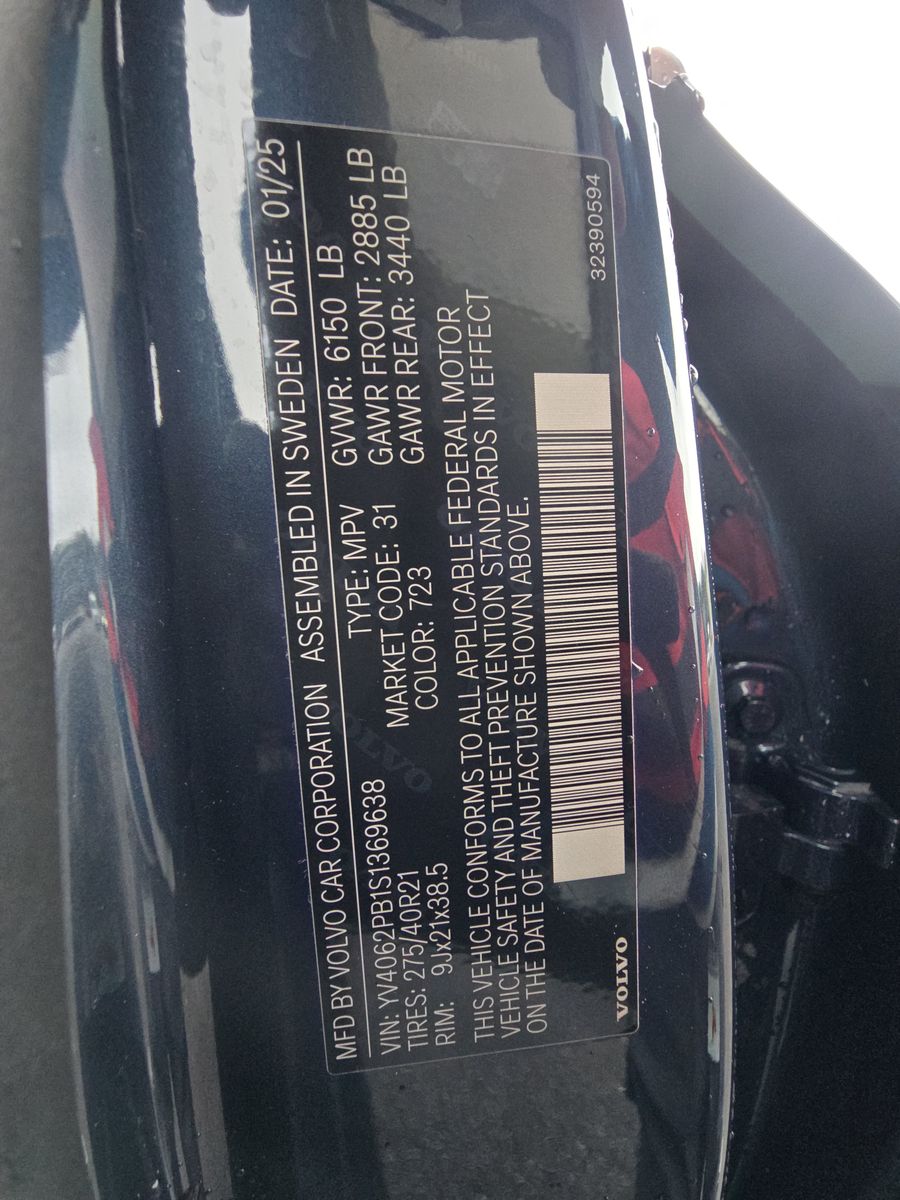 MFD BY VOLVO CAR CORPORATION ASSEMBLED IN SWEDEN DATE: 01/25
VIN: YV4062PB1S1369638 TYPE: MPV GVWR: 6150 LB
TIRES: 275/40R21 MARKET CODE: 31 GAWR FRONT: 2885 LB
RIM: 9Jx21x38.5 COLOR: 723 GAWR REAR: 3440 LB
THIS VEHICLE CONFORMS TO ALL APPLICABLE FEDERAL MOTOR
VEHICLE SAFETY AND THEFT PREVENTION STANDARDS IN EFFECT
ON THE DATE OF MANUFACTURE SHOWN ABOVE.
VOLVO 32390594
VOLVO